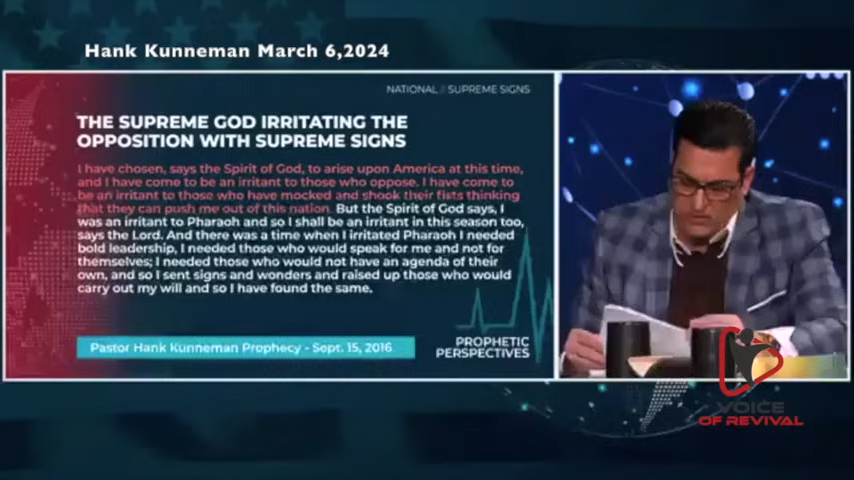 Hank Kunneman March 6,2024
NATIONAL // SUPREME SIGNS
THE SUPREME GOD IRRITATING THE
OPPOSITION WITH SUPREME SIGNS
I have chosen, says the Spirit of God, to arise upon America at this time,
and I have come to be an irritant to those who oppose. I have come to
be an irritant to those who have mocked and shook their fists thinking
that they can push me out of this nation. But the Spirit of God says, I
was an irritant to Pharaoh and so I shall be an irritant in this season too,
says the Lord. And there was a time when I irritated Pharaoh I needed
bold leadership, I needed those who would speak for me and not for
themselves; I needed those who would not have an agenda of their
own, and so I sent signs and wonders and raised up those who would
carry out my will and so I have found the same.
Pastor Hank Kunneman Prophecy - Sept. 15, 2016
PROPHETIC
PERSPECTIVES
VOICE
OF REVIVAL